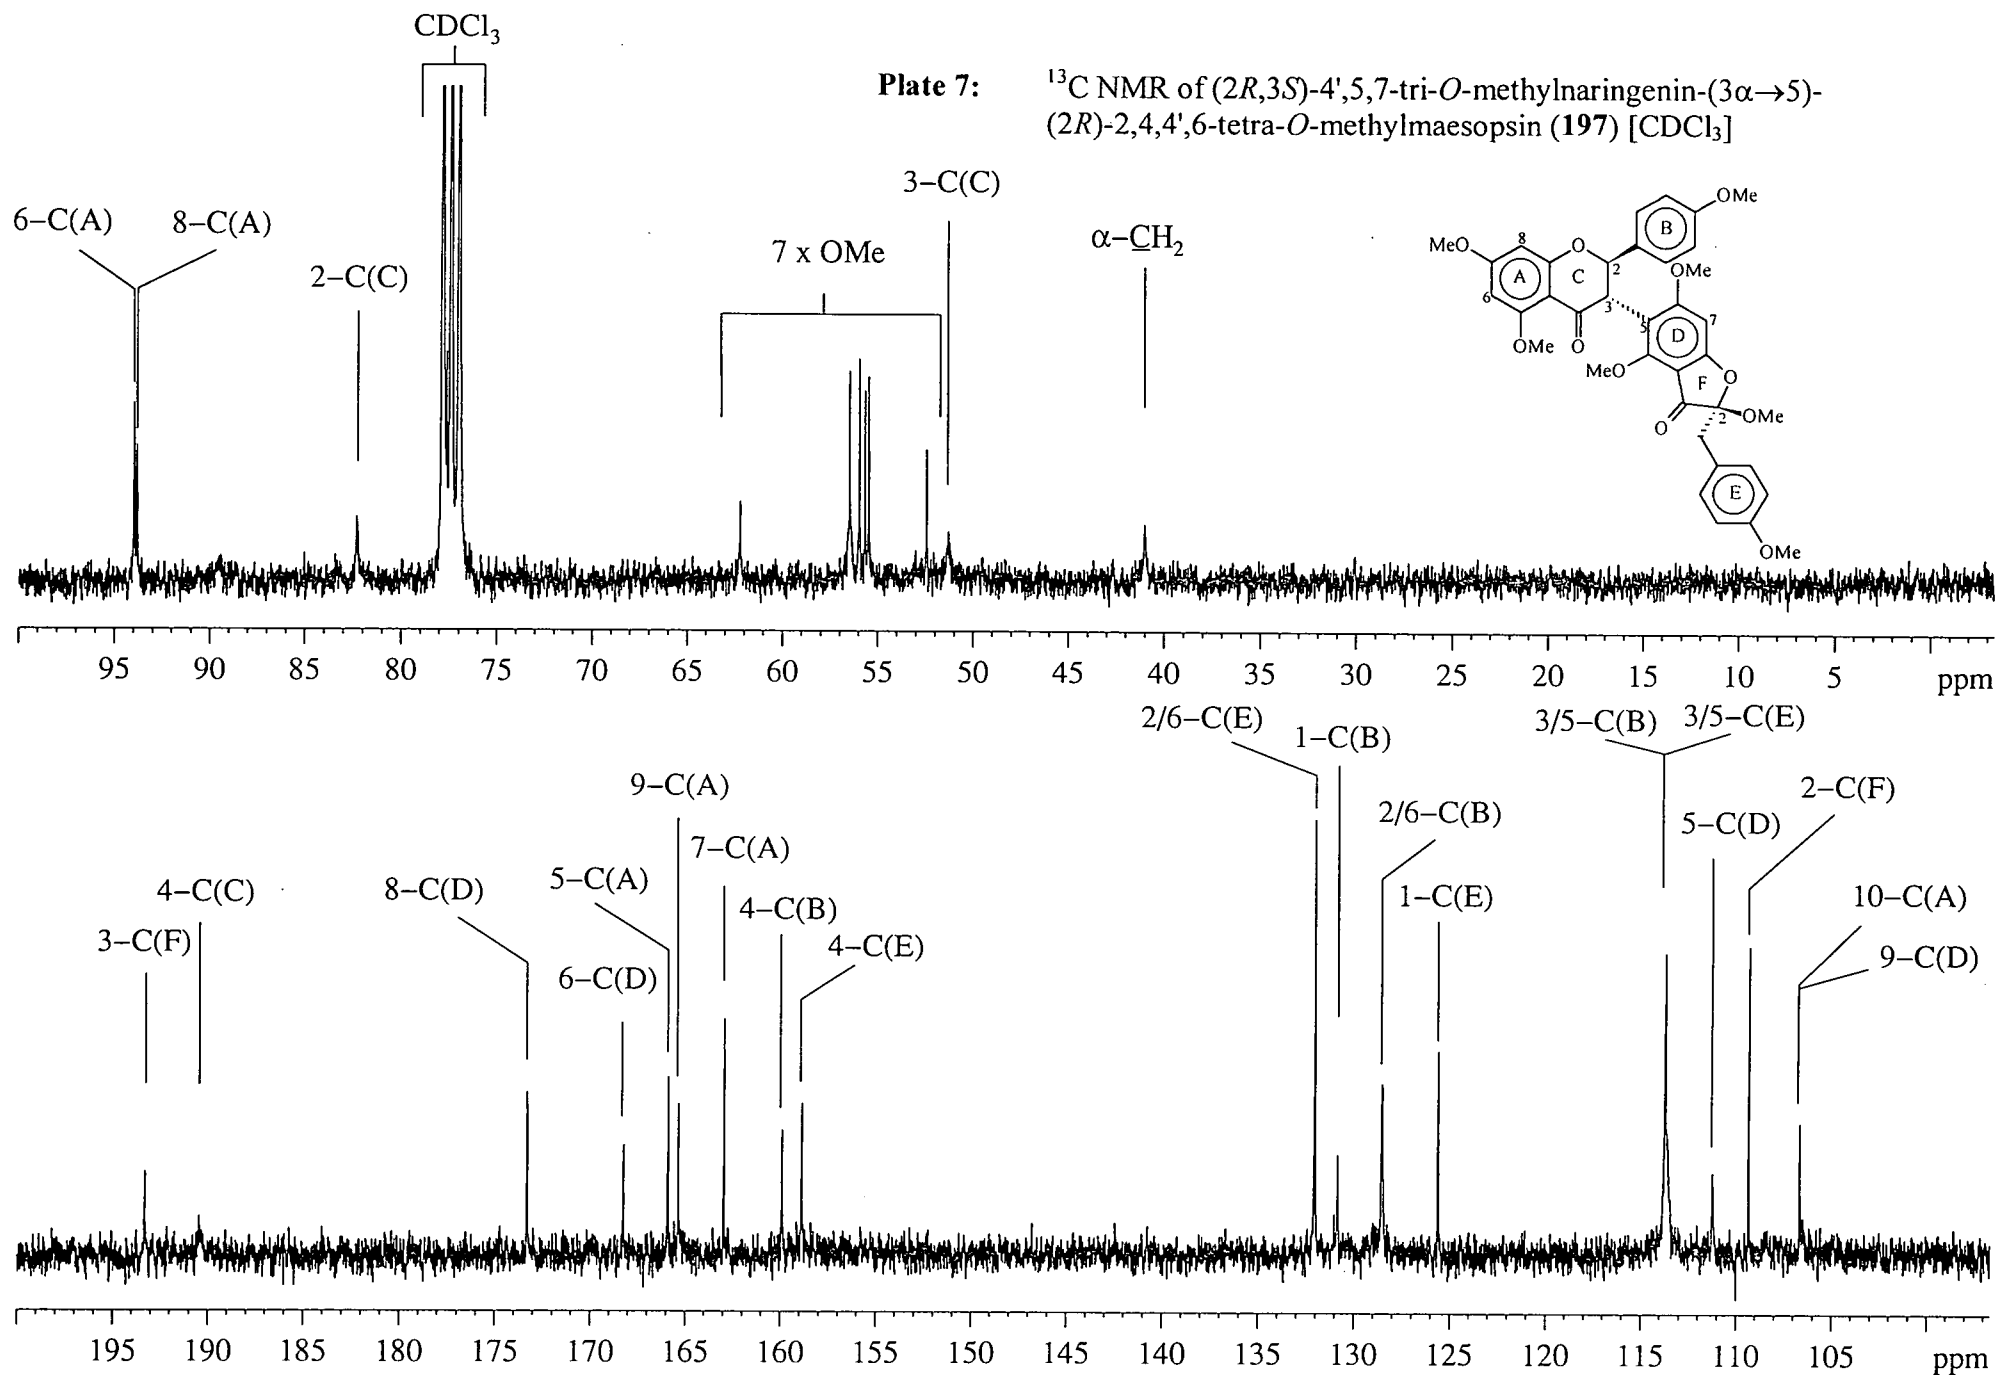 CDCl₃
Plate 7: ¹³C NMR of (2R,3S)-4',5,7-tri-O-methylnaringenin-(3α→5)-
(2R)-2,4,4',6-tetra-O-methylmaesopsin (197) [CDCl₃]
6–C(A)
8–C(A)
2–C(C)
7 x OMe
3–C(C)
α–CH₂
OMe
B
MeO
8
O
A
C
2
OMe
6
3
7
5
D
OMe
O
MeO
F
O
O
2
OMe
E
OMe
95 90 85 80 75 70 65 60 55 50 45 40 35 30 25 20 15 10 5 ppm
2/6–C(E)
1–C(B)
3/5–C(B)
3/5–C(E)
9–C(A)
2/6–C(B)
2–C(F)
5–C(D)
7–C(A)
4–C(C)
8–C(D)
5–C(A)
4–C(B)
1–C(E)
10–C(A)
3–C(F)
6–C(D)
4–C(E)
9–C(D)
195 190 185 180 175 170 165 160 155 150 145 140 135 130 125 120 115 110 105 ppm